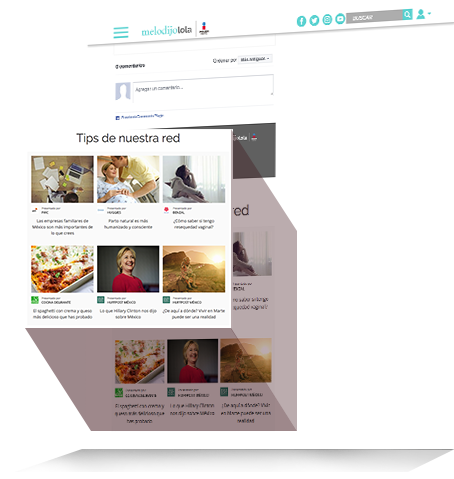 melodijolola
BUSCAR
0 comentarios
Ordenar por
Más antiguos
Agregar un comentario...
Facebook Comments Plugin
Tips de nuestra red
Presentado por
PWC
Presentado por
HUGGIES
Presentado por
BENZAL
Las empresas familiares de
México son más importantes de
lo que crees
Parto natural es más
humanizado y consciente
¿Cómo saber si tengo
resequedad vaginal?
Presentado por
COCINA DELIRANTE
Presentado por
HUFFPOST MÉXICO
Presentado por
HUFFPOST MÉXICO
El spaghetti con crema y queso
más delicioso que has probado
Lo que Hillary Clinton nos dijo
sobre México
¿De aquí a dónde? Vivir en Marte
puede ser una realidad
lola
red
Presentado por
BENZAL
saber si tengo
resequedad vaginal?
Presentado por
COCINA DELIRANTE
Presentado por
HUFFPOST MÉXICO
Presentado por
HUFFPOST MÉXICO
El spaghetti con crema y
queso más delicioso que
has probado
Lo que Hillary Clinton
nos dijo sobre México
¿De aquí a dónde? Vivir en
Marte puede ser una
realidad